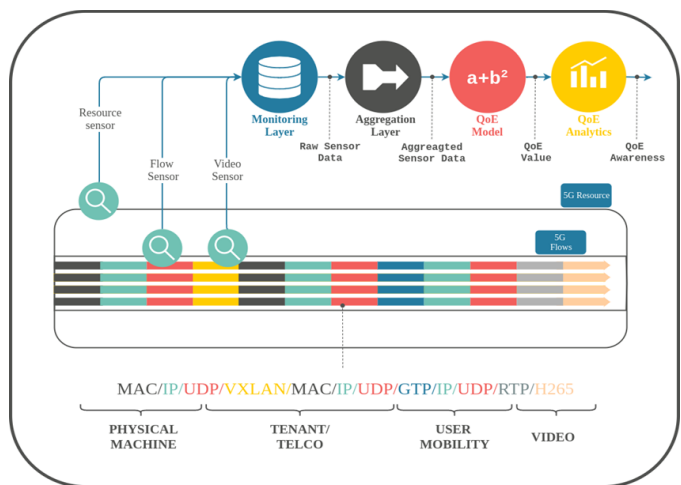 a+b²
Monitoring
Layer
Aggregation
Layer
QoE
Model
QoE
Analytics
Resource
sensor
Raw Sensor
Data
Aggreagted
Sensor Data
QoE
Value
QoE
Awareness
Flow
Sensor
Video
Sensor
5G Resource
5G
Flows
MAC/IP/UDP/VXLAN/MAC/IP/UDP/GTP/IP/UDP/RTP/H265
PHYSICAL
MACHINE
TENANT/
TELCO
USER
MOBILITY
VIDEO